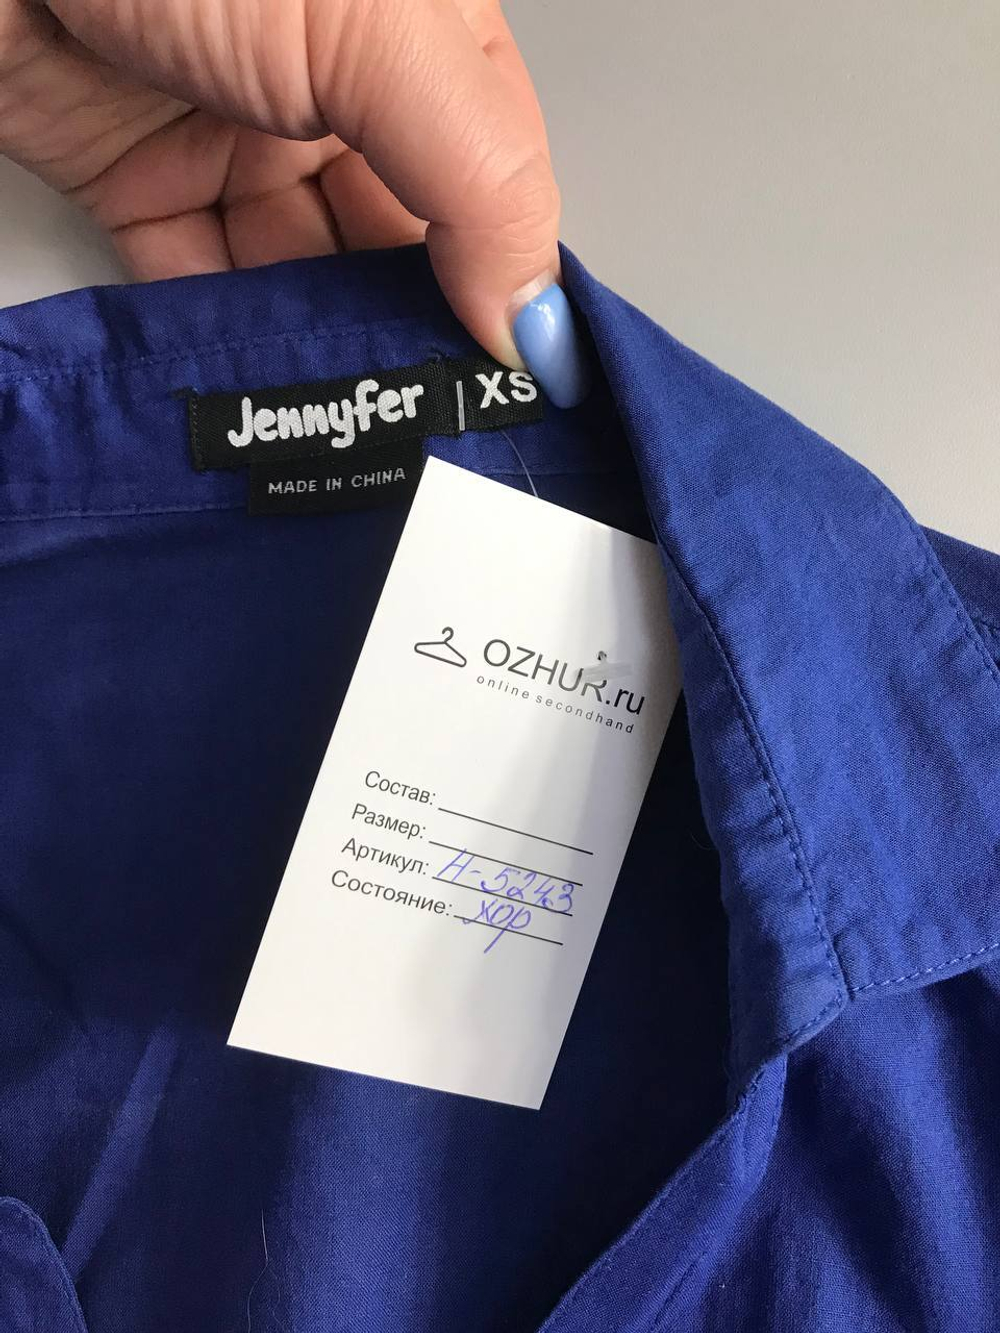 Jennyfer | XS
MADE IN CHINA
OZHUR.ru
online secondhand
Состав:
Размер:
Артикул: Н-5243
Состояние: хор